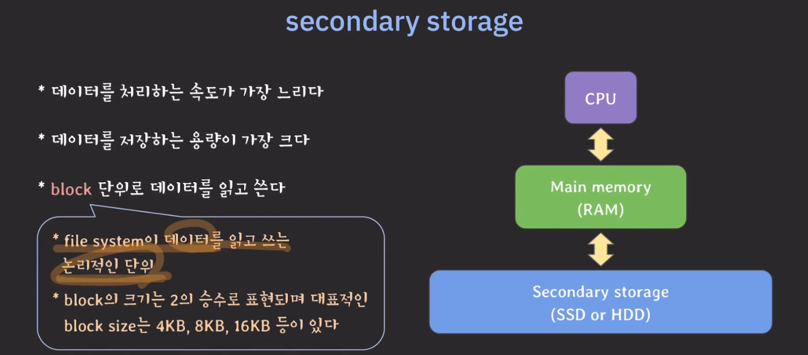 secondary storage
* 데이터를 처리하는 속도가 가장 느리다
* 데이터를 저장하는 용량이 가장 크다
* block 단위로 데이터를 읽고 쓴다
* file system이 데이터를 읽고 쓰는
논리적인 단위
* block의 크기는 2의 승수로 표현되며 대표적인
block size는 4KB, 8KB, 16KB 등이 있다
CPU
Main memory
(RAM)
Secondary storage
(SSD or HDD)